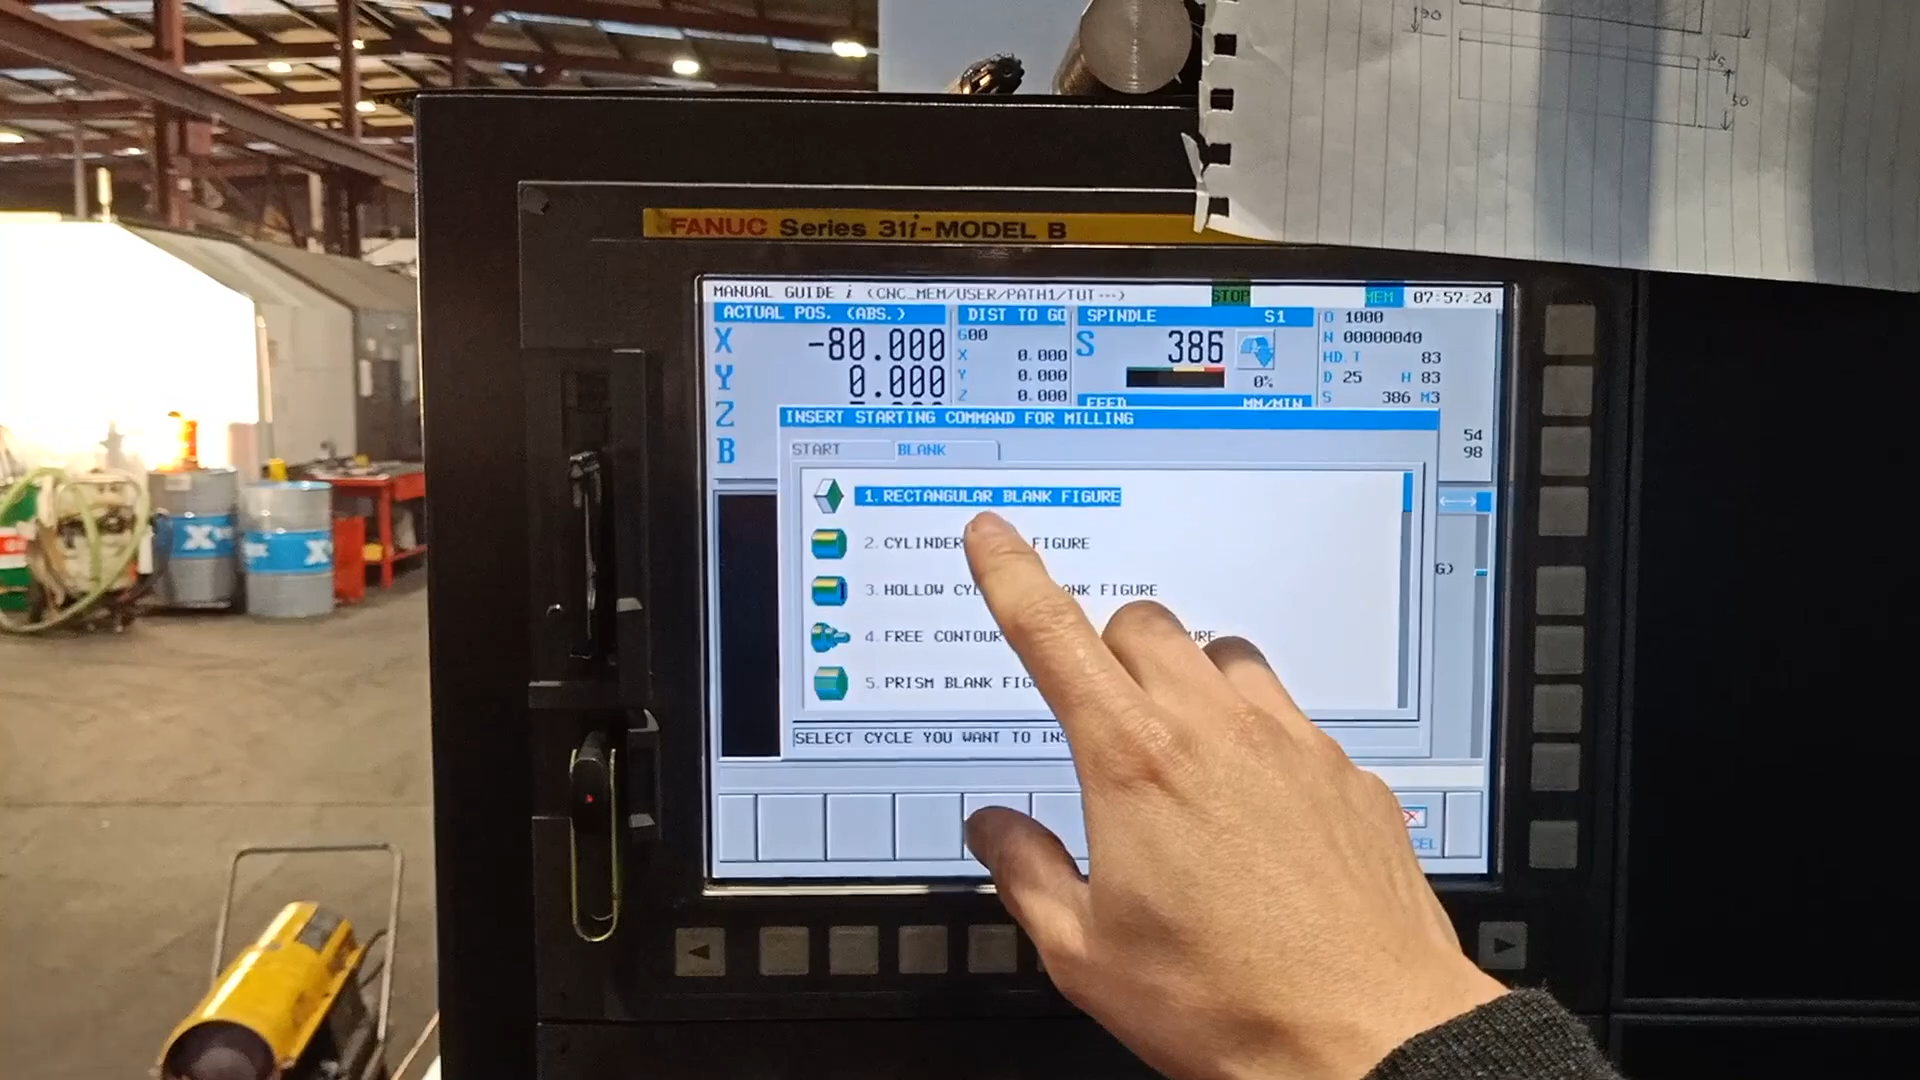 90
5
50
FANUC Series 31i-MODEL B
MANUAL GUIDE i (CNC_MEM/USER/PATH1/TUT···)
STOP
MEM
07:57:24
ACTUAL POS. (ABS.)
DIST TO GO
SPINDLE S1
O 1000
X -80.000
G00
S 386
N 00000040
X 0.000
HD.T 83
Y 0.000
Y 0.000
0%
D 25 H 83
Z
Z 0.000
FEED MM/MIN
S 386 M3
INSERT STARTING COMMAND FOR MILLING
54
B
START
BLANK
98
1. RECTANGULAR BLANK FIGURE
2. CYLINDER FIGURE
3. HOLLOW FIGURE
G)
4. FREE CONTOUR
5. PRISM BLANK
SELECT CYCLE YOU WANT TO
X
X